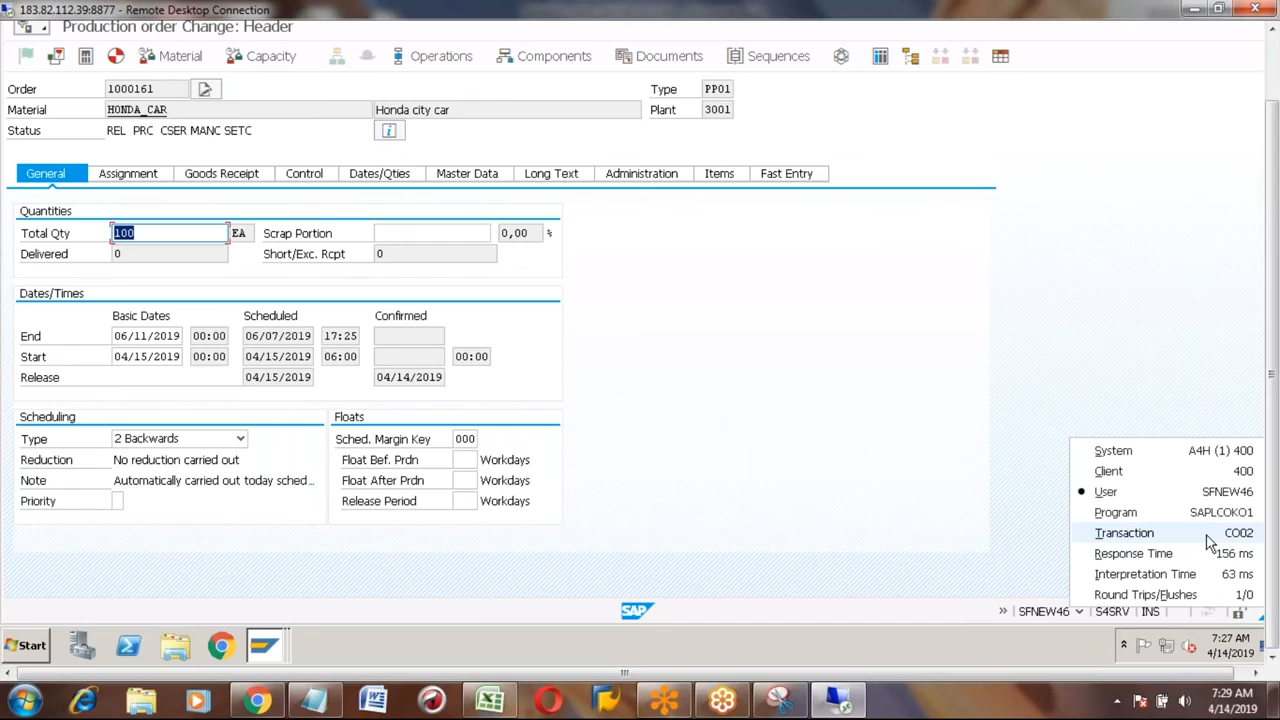 183.82.112.39:8877 - Remote Desktop Connection
Production order Change: Header
Material Capacity Operations Components Documents Sequences
Order 1000161 Type PP01
Material HONDA_CAR Honda city car Plant 3001
Status REL PRC CSER MANC SETC
General Assignment Goods Receipt Control Dates/Qties Master Data Long Text Administration Items Fast Entry
Quantities
Total Qty 100 EA Scrap Portion 0,00 %
Delivered 0 Short/Exc. Rcpt 0
Dates/Times
Basic Dates Scheduled Confirmed
End 06/11/2019 00:00 06/07/2019 17:25
Start 04/15/2019 00:00 04/15/2019 06:00 00:00
Release 04/15/2019 04/14/2019
Scheduling Floats
Type 2 Backwards Sched. Margin Key 000
Reduction No reduction carried out Float Bef. Prdn Workdays
Note Automatically carried out today sched... Float After Prdn Workdays
Priority Release Period Workdays
System A4H (1) 400
Client 400
User SFNEW46
Program SAPLCOKO1
Transaction CO02
Response Time 156 ms
Interpretation Time 63 ms
Round Trips/Flushes 1/0
SAP » SFNEW46 S4SRV INS
Start 7:27 AM
4/14/2019
7:29 AM
4/14/2019